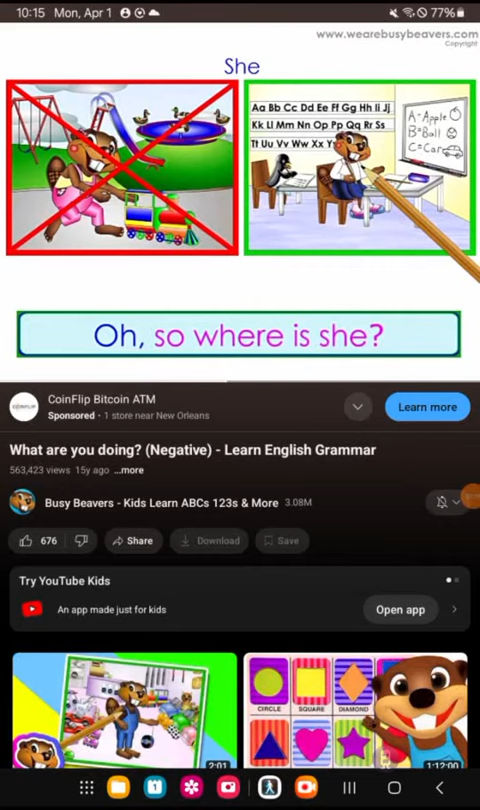 10:15 Mon, Apr 1 77%
www.wearebusybeavers.com
Copyright
She
Aa Bb Cc Dd Ee Ff Gg Hh Ii Jj
Kk Ll Mm Nn Oo Pp Qq Rr Ss
Tt Uu Vv Ww Xx
A=Apple
B=Ball
C=Car
Oh, so where is she?
CoinFlip Bitcoin ATM
Sponsored · 1 store near New Orleans
Learn more
What are you doing? (Negative) - Learn English Grammar
563,423 views 15y ago ...more
Busy Beavers - Kids Learn ABCs 123s & More 3.08M
676 Share Download Save
Try YouTube Kids
An app made just for kids
Open app
CIRCLE SQUARE DIAMOND
2:01
1:12:00